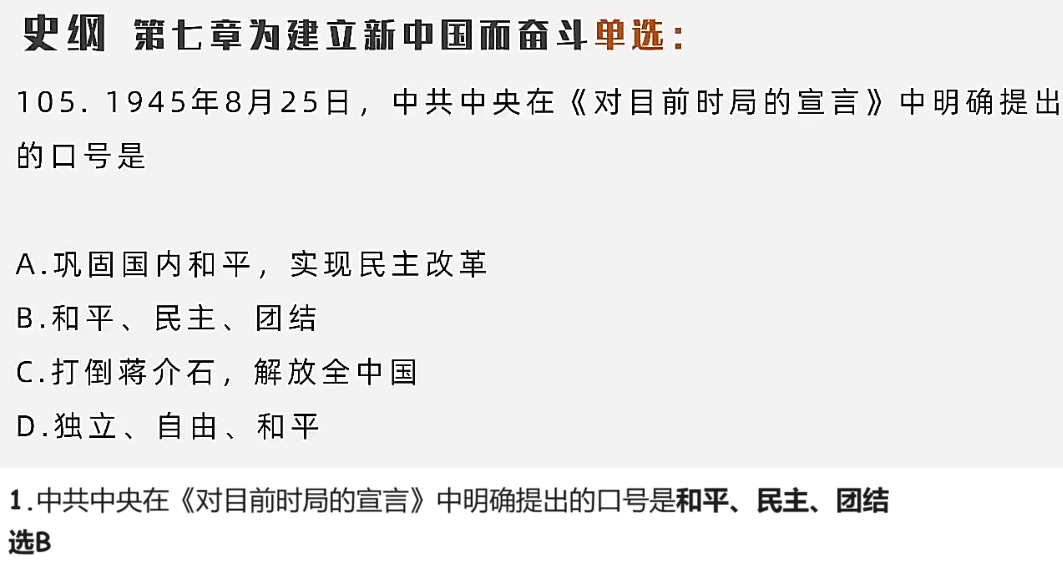 史纲 第七章为建立新中国而奋斗单选：
105. 1945年8月25日，中共中央在《对目前时局的宣言》中明确提出
的口号是
A.巩固国内和平，实现民主改革
B.和平、民主、团结
C.打倒蒋介石，解放全中国
D.独立、自由、和平
1.中共中央在《对目前时局的宣言》中明确提出的口号是和平、民主、团结
选B